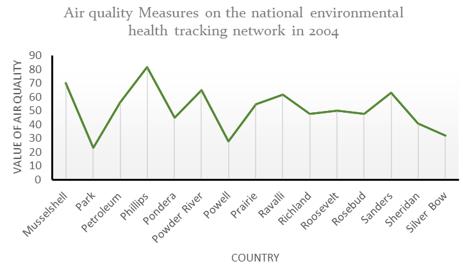 Air quality Measures on the national environmental
health tracking network in 2004
VALUE OF AIR QUALITY
90
80
70
60
50
40
30
20
10
0
Musselshell
Park
Petroleum
Phillips
Pondera
Powder River
Powell
Prairie
Ravalli
Richland
Roosevelt
Rosebud
Sanders
Sheridan
Silver Bow
COUNTRY